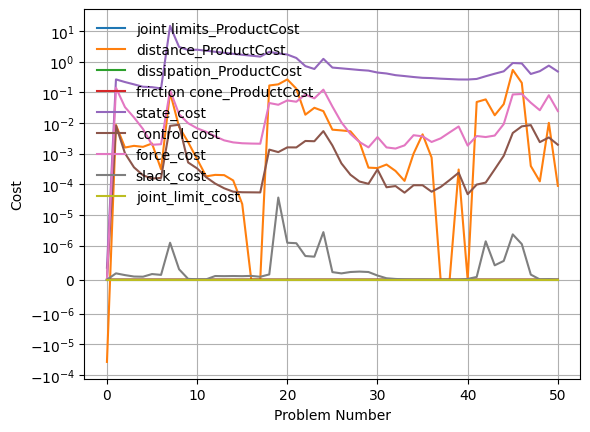 joint limits_ProductCost
distance_ProductCost
dissipation_ProductCost
friction cone_ProductCost
state_cost
control_cost
force_cost
slack_cost
joint_limit_cost
10¹
10⁰
10⁻¹
10⁻²
10⁻³
10⁻⁴
10⁻⁵
10⁻⁶
0
−10⁻⁶
−10⁻⁵
−10⁻⁴
Cost
0 10 20 30 40 50
Problem Number